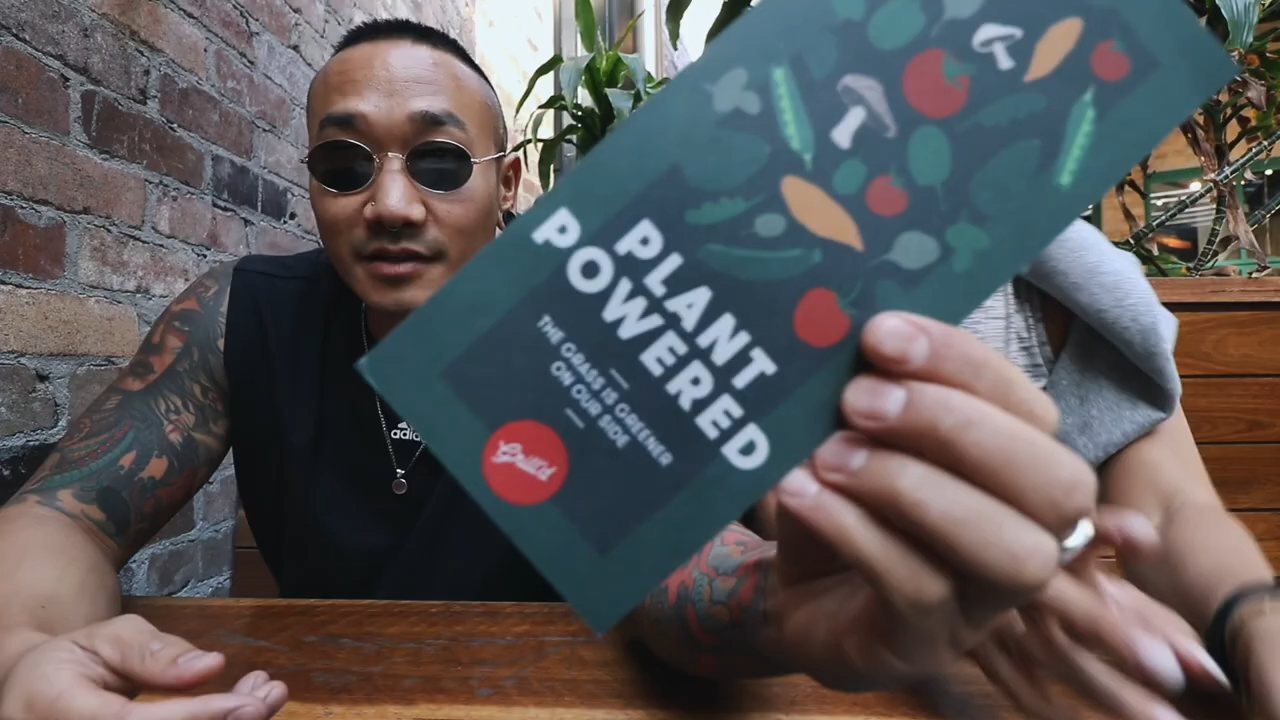 PLANT
POWERED
THE GRASS IS GREENER
ON OUR SIDE
Grill'd
adidas